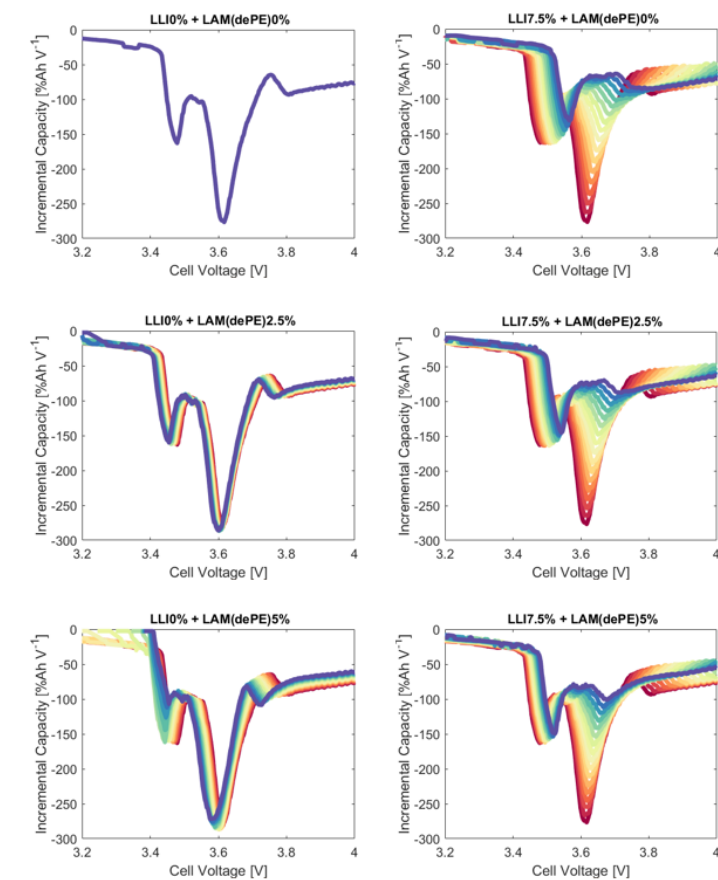 LLI0% + LAM(dePE)0%
Incremental Capacity [%Ah V⁻¹]
0
-50
-100
-150
-200
-250
-300
3.2 3.4 3.6 3.8 4
Cell Voltage [V]
LLI7.5% + LAM(dePE)0%
Incremental Capacity [%Ah V⁻¹]
0
-50
-100
-150
-200
-250
-300
3.2 3.4 3.6 3.8 4
Cell Voltage [V]
LLI0% + LAM(dePE)2.5%
Incremental Capacity [%Ah V⁻¹]
0
-50
-100
-150
-200
-250
-300
3.2 3.4 3.6 3.8 4
Cell Voltage [V]
LLI7.5% + LAM(dePE)2.5%
Incremental Capacity [%Ah V⁻¹]
0
-50
-100
-150
-200
-250
-300
3.2 3.4 3.6 3.8 4
Cell Voltage [V]
LLI0% + LAM(dePE)5%
Incremental Capacity [%Ah V⁻¹]
0
-50
-100
-150
-200
-250
-300
3.2 3.4 3.6 3.8 4
Cell Voltage [V]
LLI7.5% + LAM(dePE)5%
Incremental Capacity [%Ah V⁻¹]
0
-50
-100
-150
-200
-250
-300
3.2 3.4 3.6 3.8 4
Cell Voltage [V]